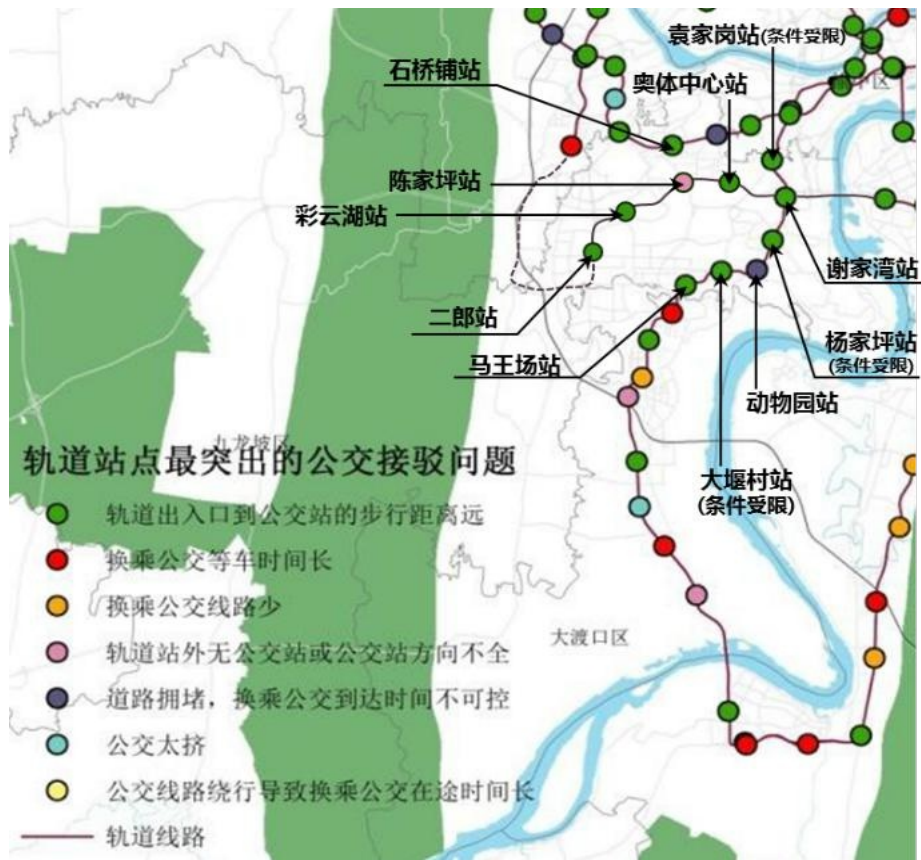 袁家岗站(条件受限)
石桥铺站
奥体中心站
陈家坪站
彩云湖站
谢家湾站
二郎站
杨家坪站
(条件受限)
马王场站
动物园站
九龙坡区
轨道站点最突出的公交接驳问题
大堰村站
(条件受限)
轨道出入口到公交站的步行距离远
换乘公交等车时间长
换乘公交线路少
大渡口区
轨道站外无公交站或公交站方向不全
道路拥堵，换乘公交到达时间不可控
公交太挤
公交线路绕行导致换乘公交在途时间长
轨道线路